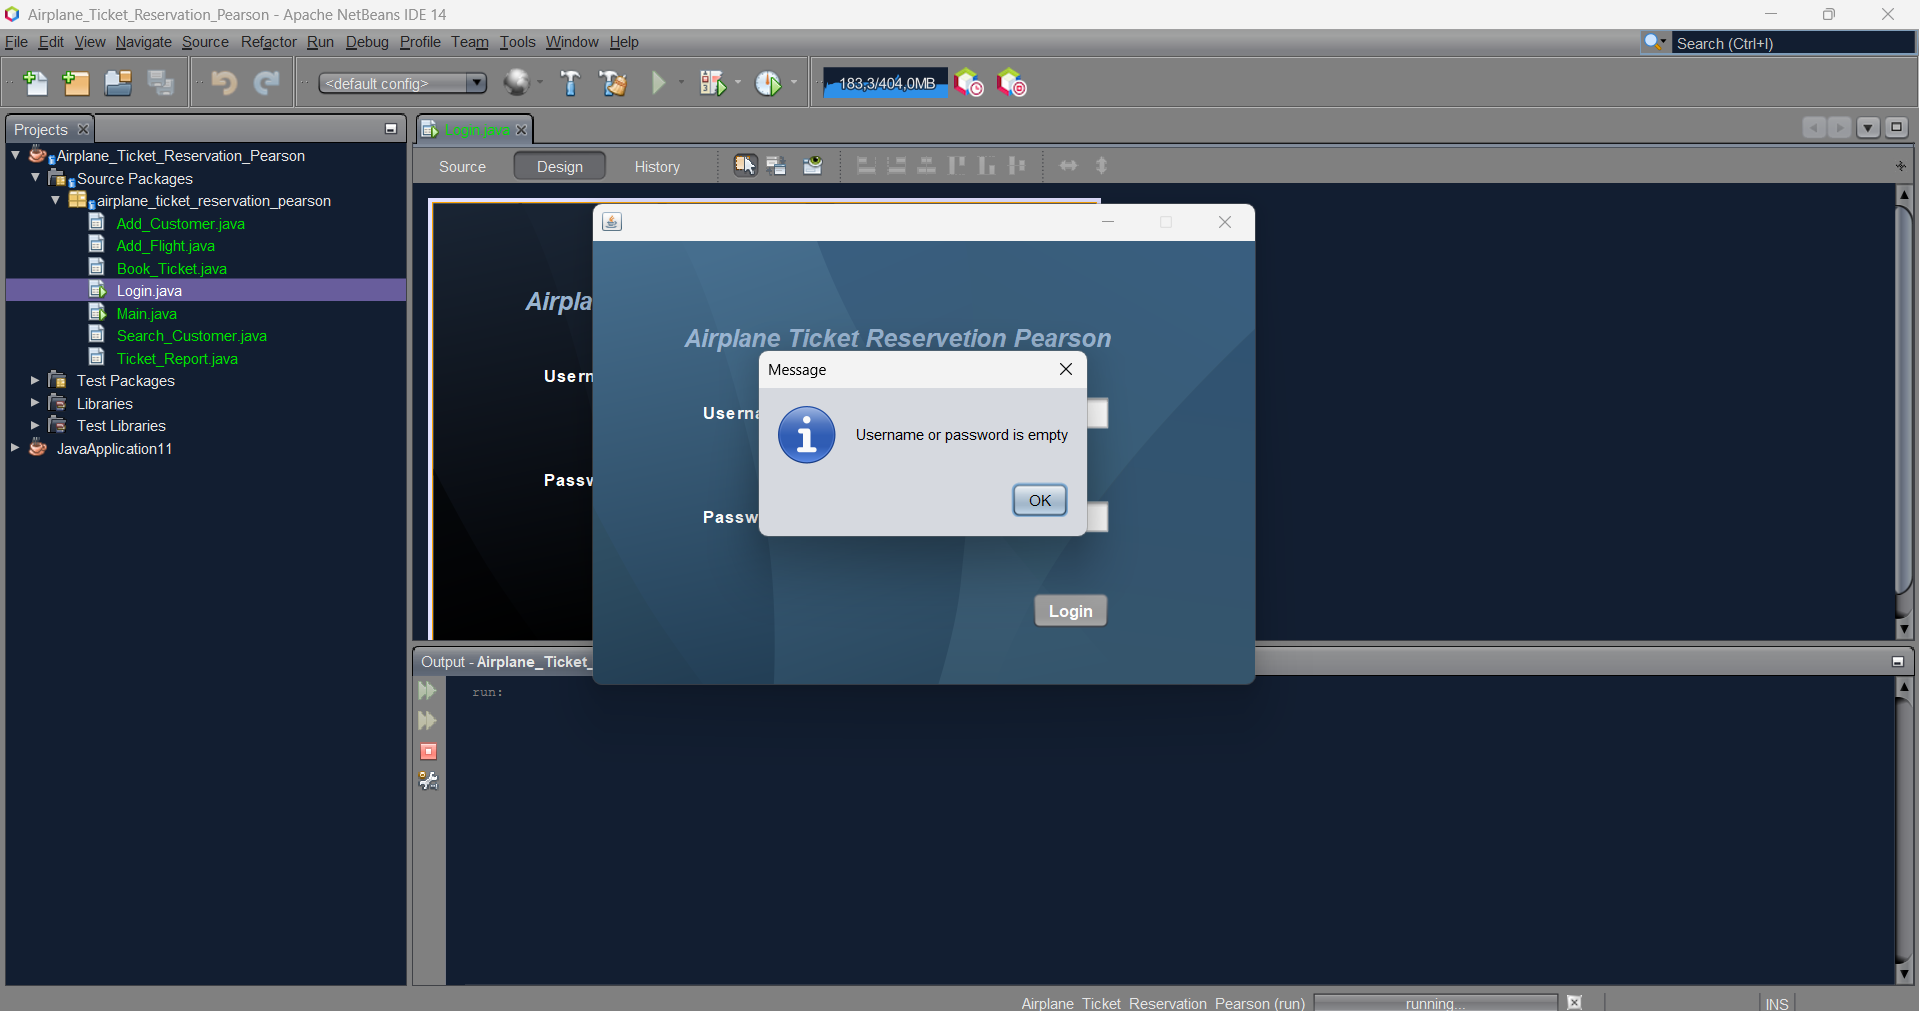 Airplane_Ticket_Reservation_Pearson - Apache NetBeans IDE 14
File Edit View Navigate Source Refactor Run Debug Profile Team Tools Window Help
Search (Ctrl+I)
<default config>
183,3/404,0MB
Projects
Login.java
Airplane_Ticket_Reservation_Pearson
Source Packages
airplane_ticket_reservation_pearson
Add_Customer.java
Add_Flight.java
Book_Ticket.java
Login.java
Main.java
Search_Customer.java
Ticket_Report.java
Test Packages
Libraries
Test Libraries
JavaApplication11
Source Design History
Airpla
Usern
Passw
Airplane Ticket Reservetion Pearson
Userna
Passw
Message
Username or password is empty
OK
Login
Output - Airplane_Ticket_
run:
Airplane_Ticket_Reservation_Pearson (run)
running...
INS